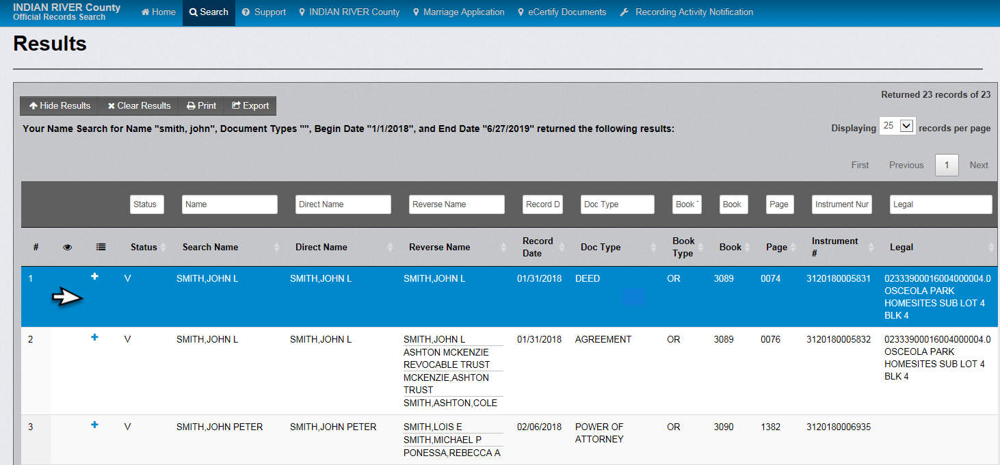 INDIAN RIVER County
Official Records Search
Home Search Support INDIAN RIVER County Marriage Application eCertify Documents Recording Activity Notification
Results
Returned 23 records of 23
Hide Results Clear Results Print Export
Your Name Search for Name "smith, john", Document Types "", Begin Date "1/1/2018", and End Date "6/27/2019" returned the following results:
Displaying 25 records per page
First Previous 1 Next
Status Name Direct Name Reverse Name Record D Doc Type Book Book Page Instrument Nur Legal
# Status Search Name Direct Name Reverse Name Record Date Doc Type Book Type Book Page Instrument # Legal
1 V SMITH,JOHN L SMITH,JOHN L SMITH,JOHN L 01/31/2018 DEED OR 3089 0074 3120180005831 02333900016004000004.0
OSCEOLA PARK
HOMESITES SUB LOT 4
BLK 4
2 V SMITH,JOHN L SMITH,JOHN L SMITH,JOHN L 01/31/2018 AGREEMENT OR 3089 0076 3120180005832 02333900016004000004.0
ASHTON MCKENZIE OSCEOLA PARK
REVOCABLE TRUST HOMESITES SUB LOT 4
MCKENZIE,ASHTON BLK 4
TRUST
SMITH,ASHTON,COLE
3 V SMITH,JOHN PETER SMITH,JOHN PETER SMITH,LOIS E 02/06/2018 POWER OF OR 3090 1382 3120180006935
SMITH,MICHAEL P ATTORNEY
PONESSA,REBECCA A